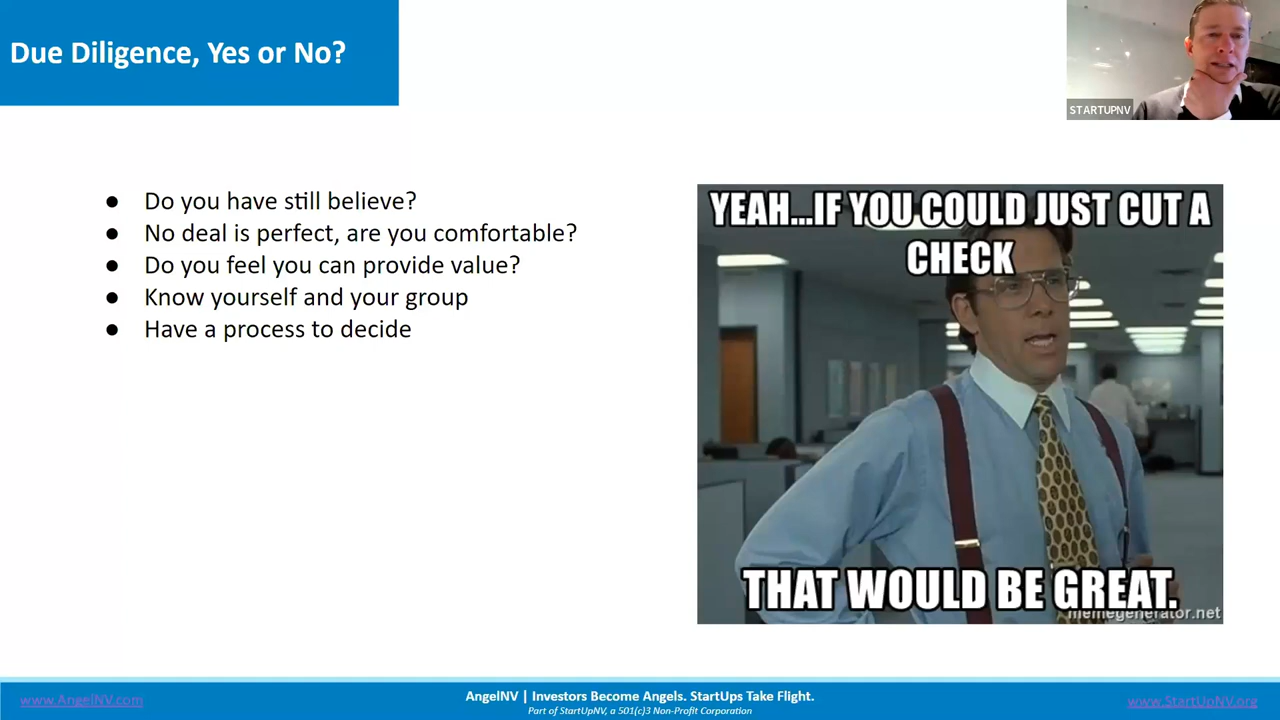 Due Diligence, Yes or No?
STARTUPNV
● Do you have still believe?
● No deal is perfect, are you comfortable?
● Do you feel you can provide value?
● Know yourself and your group
● Have a process to decide
YEAH...IF YOU COULD JUST CUT A
CHECK
THAT WOULD BE GREAT.
memegenerator.net
www.AngelNV.com
AngelNV | Investors Become Angels. StartUps Take Flight.
Part of StartUpNV, a 501(c)3 Non-Profit Corporation
www.StartUpNV.org